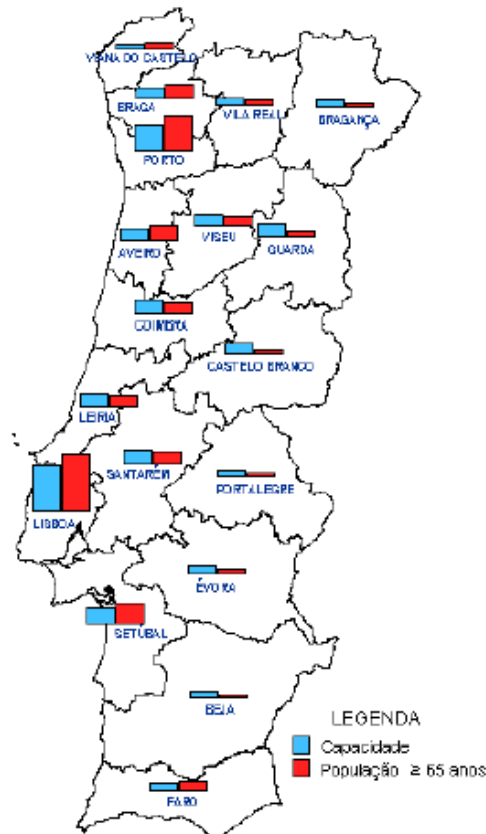 VIANA DO CASTELO
BRAGA
VILA REAL
BRAGANÇA
PORTO
AVEIRO
VISEU
GUARDA
COIMBRA
CASTELO BRANCO
LEIRIA
SANTARÉM
PORTALEGRE
LISBOA
ÉVORA
SETÚBAL
BEJA
FARO
LEGENDA
Capacidade
População ≥ 65 anos